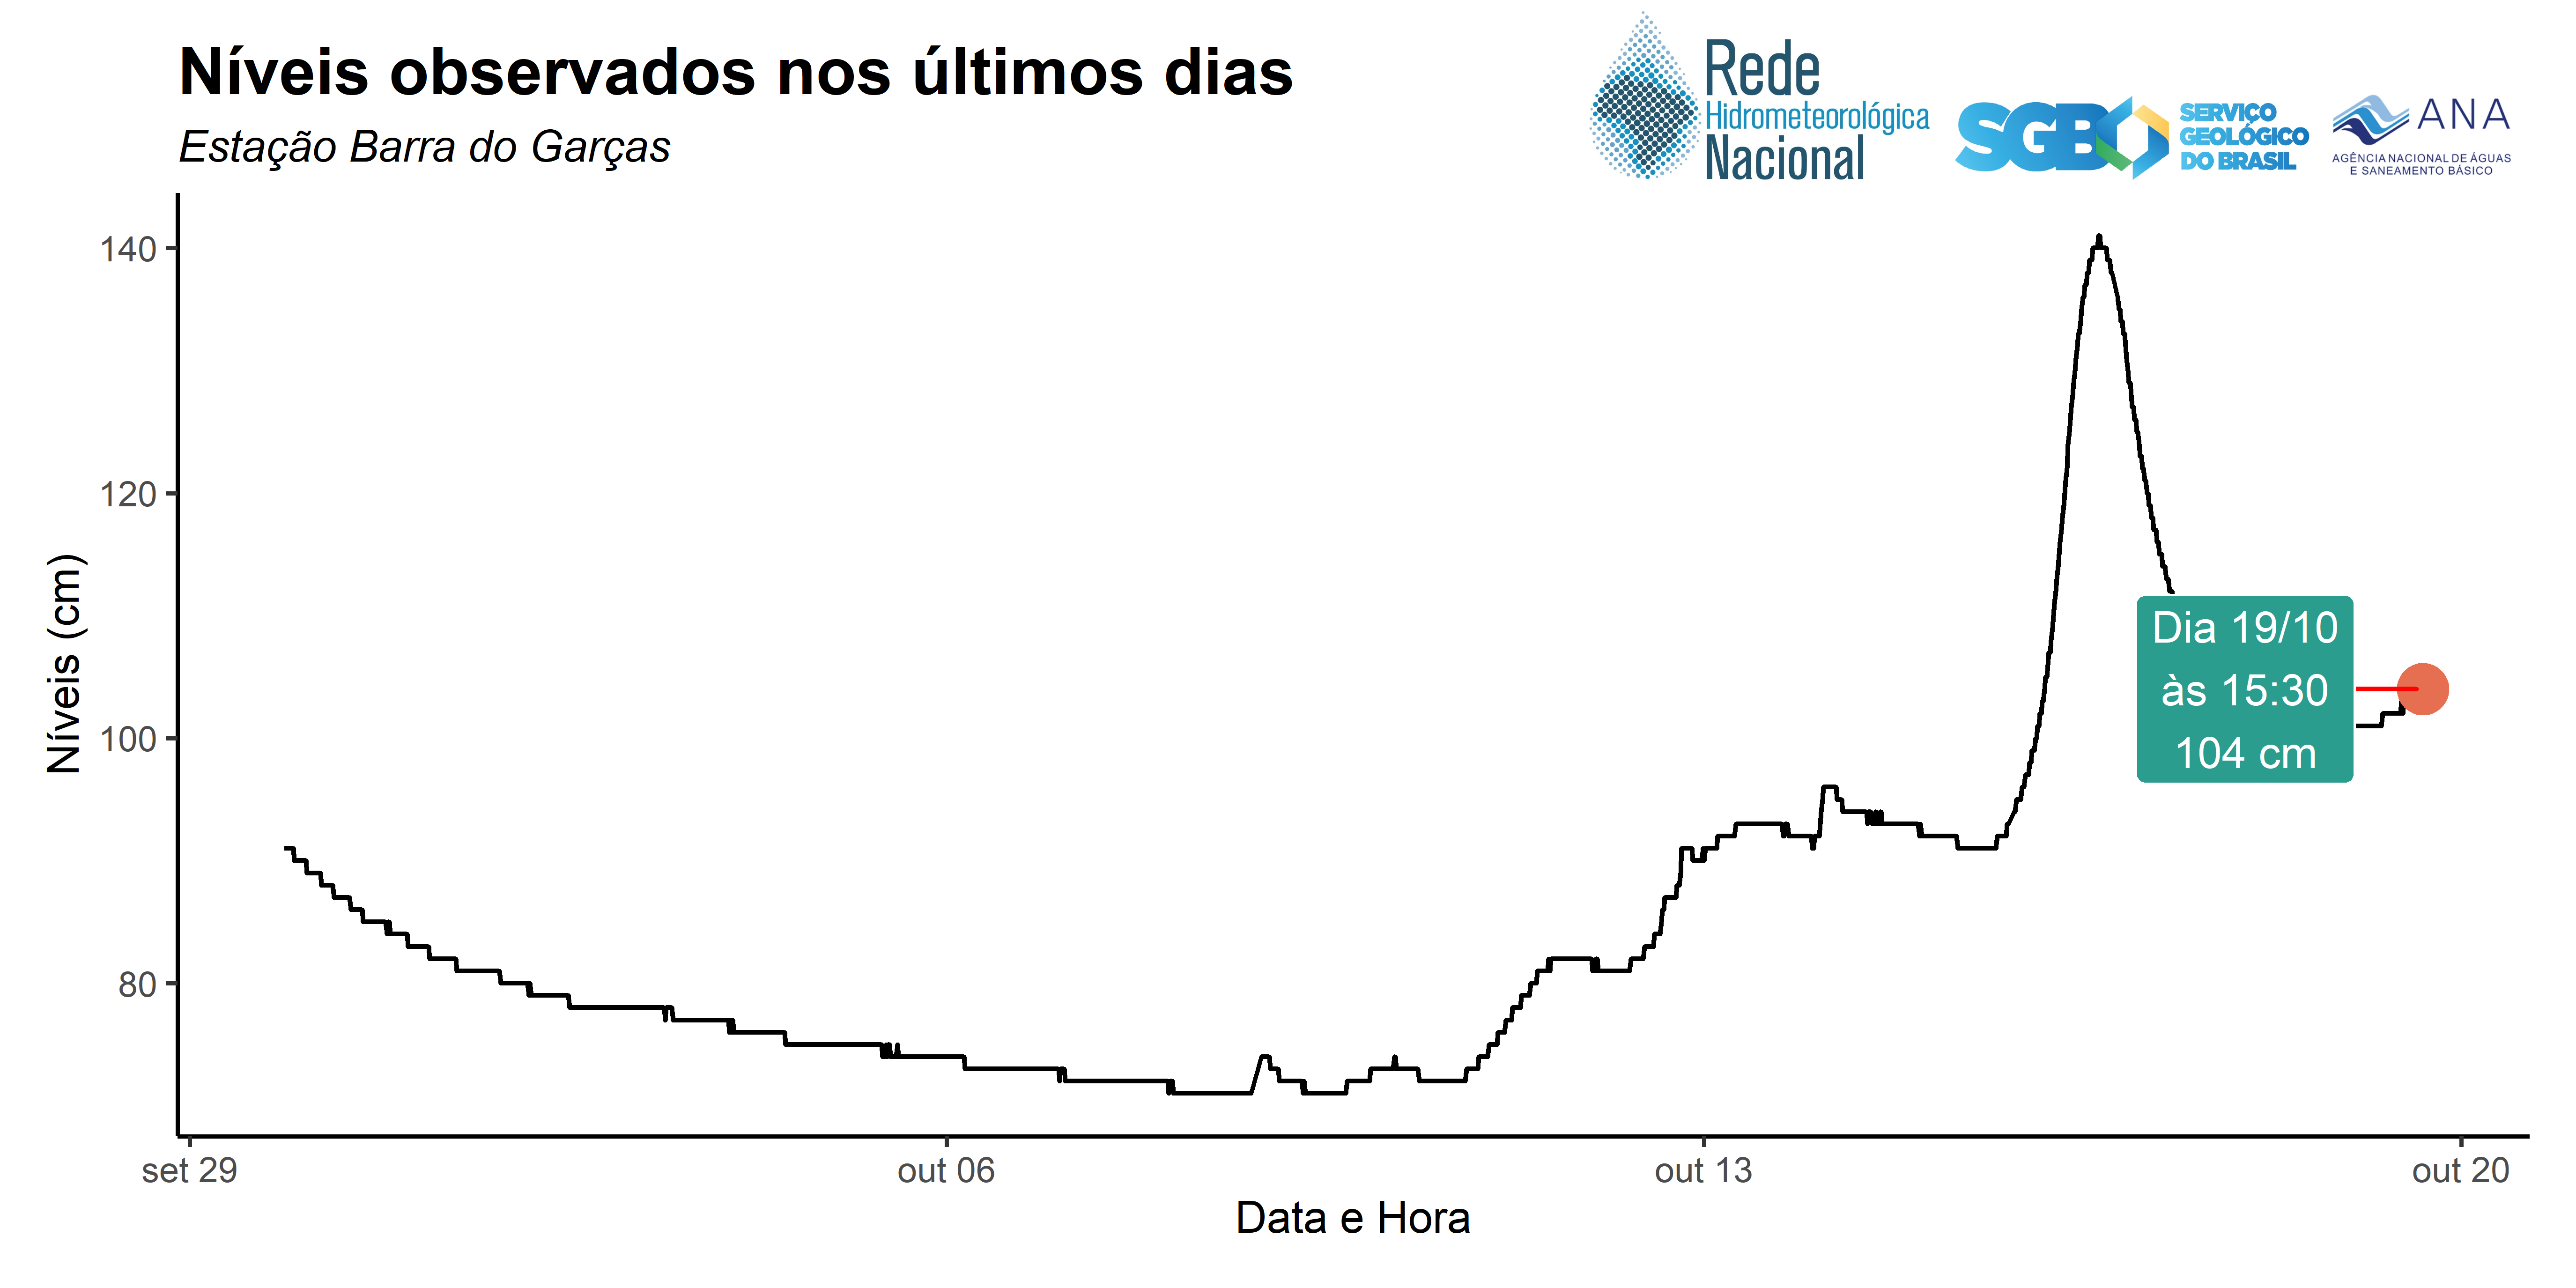 Níveis observados nos últimos dias
Estação Barra do Garças
Rede
Hidrometeorológica
Nacional
SGB
SERVIÇO
GEOLÓGICO
DO BRASIL
ANA
AGÊNCIA NACIONAL DE ÁGUAS
E SANEAMENTO BÁSICO
Níveis (cm)
140
120
100
80
Dia 19/10
às 15:30
104 cm
set 29
out 06
out 13
out 20
Data e Hora